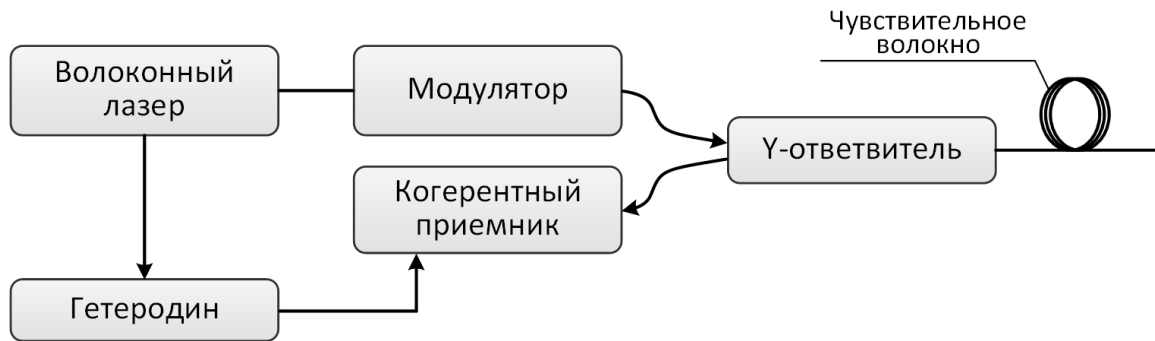 Чувствительное
волокно
Волоконный
лазер
Модулятор
Y-ответвитель
Когерентный
приемник
Гетеродин